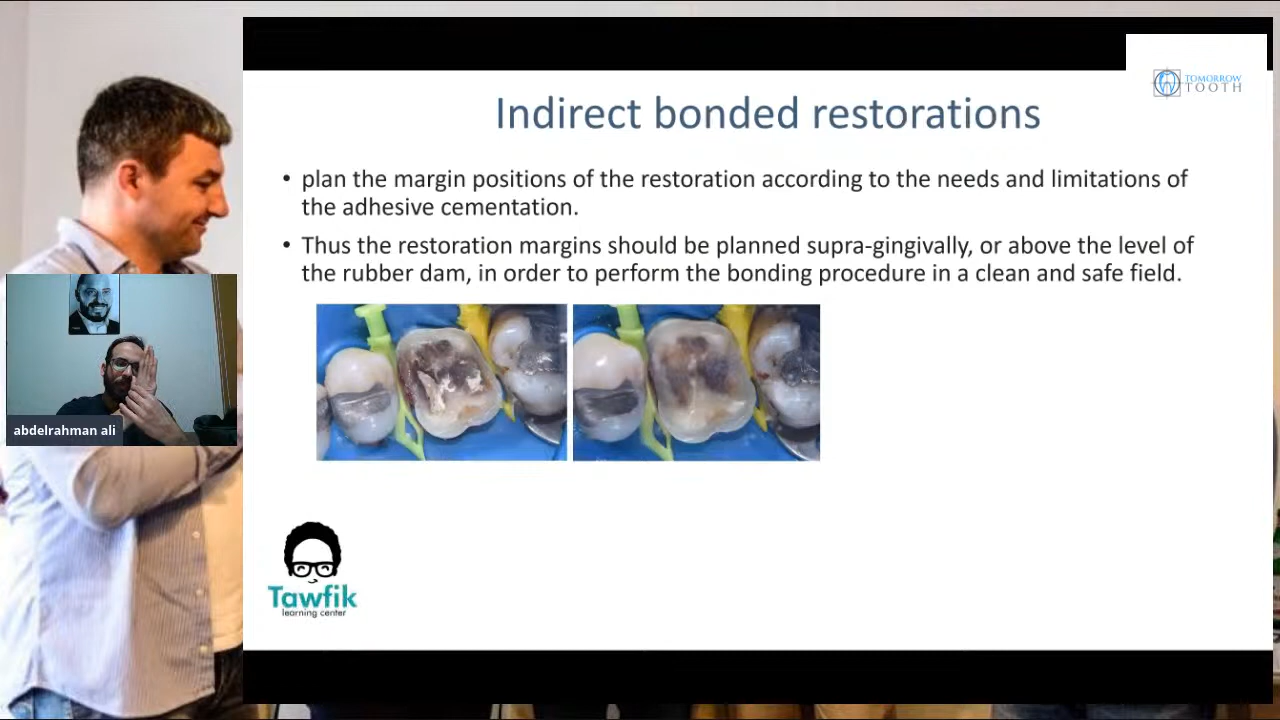 TOMORROW
TOOTH
Indirect bonded restorations
• plan the margin positions of the restoration according to the needs and limitations of
the adhesive cementation.
• Thus the restoration margins should be planned supra-gingivally, or above the level of
the rubber dam, in order to perform the bonding procedure in a clean and safe field.
abdelrahman ali
Tawfik
learning center